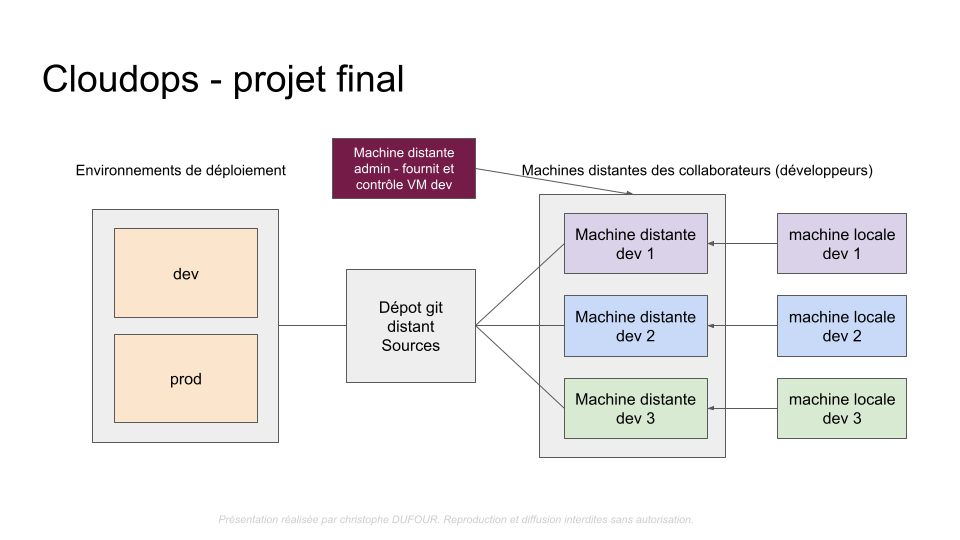 Cloudops - projet final
Environnements de déploiement
Machine distante
admin - fournit et
contrôle VM dev
Machines distantes des collaborateurs (développeurs)
dev
prod
Dépot git
distant
Sources
Machine distante
dev 1
machine locale
dev 1
Machine distante
dev 2
machine locale
dev 2
Machine distante
dev 3
machine locale
dev 3
Présentation réalisée par christophe DUFOUR. Reproduction et diffusion interdites sans autorisation.